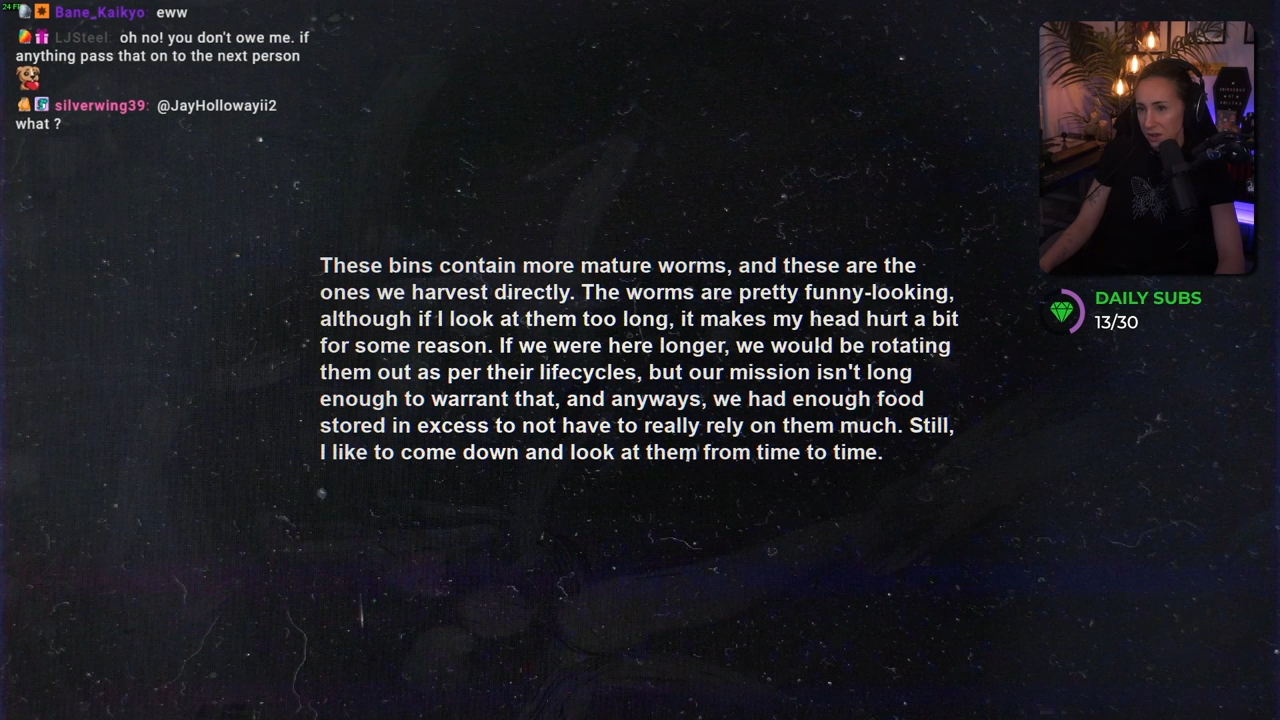 24 F
Bane_Kaikyo: eww
LJSteel: oh no! you don't owe me. if
anything pass that on to the next person
silverwing39: @JayHollowayii2
what ?
These bins contain more mature worms, and these are the
ones we harvest directly. The worms are pretty funny-looking,
although if I look at them too long, it makes my head hurt a bit
for some reason. If we were here longer, we would be rotating
them out as per their lifecycles, but our mission isn't long
enough to warrant that, and anyways, we had enough food
stored in excess to not have to really rely on them much. Still,
I like to come down and look at them from time to time.
DAILY SUBS
13/30